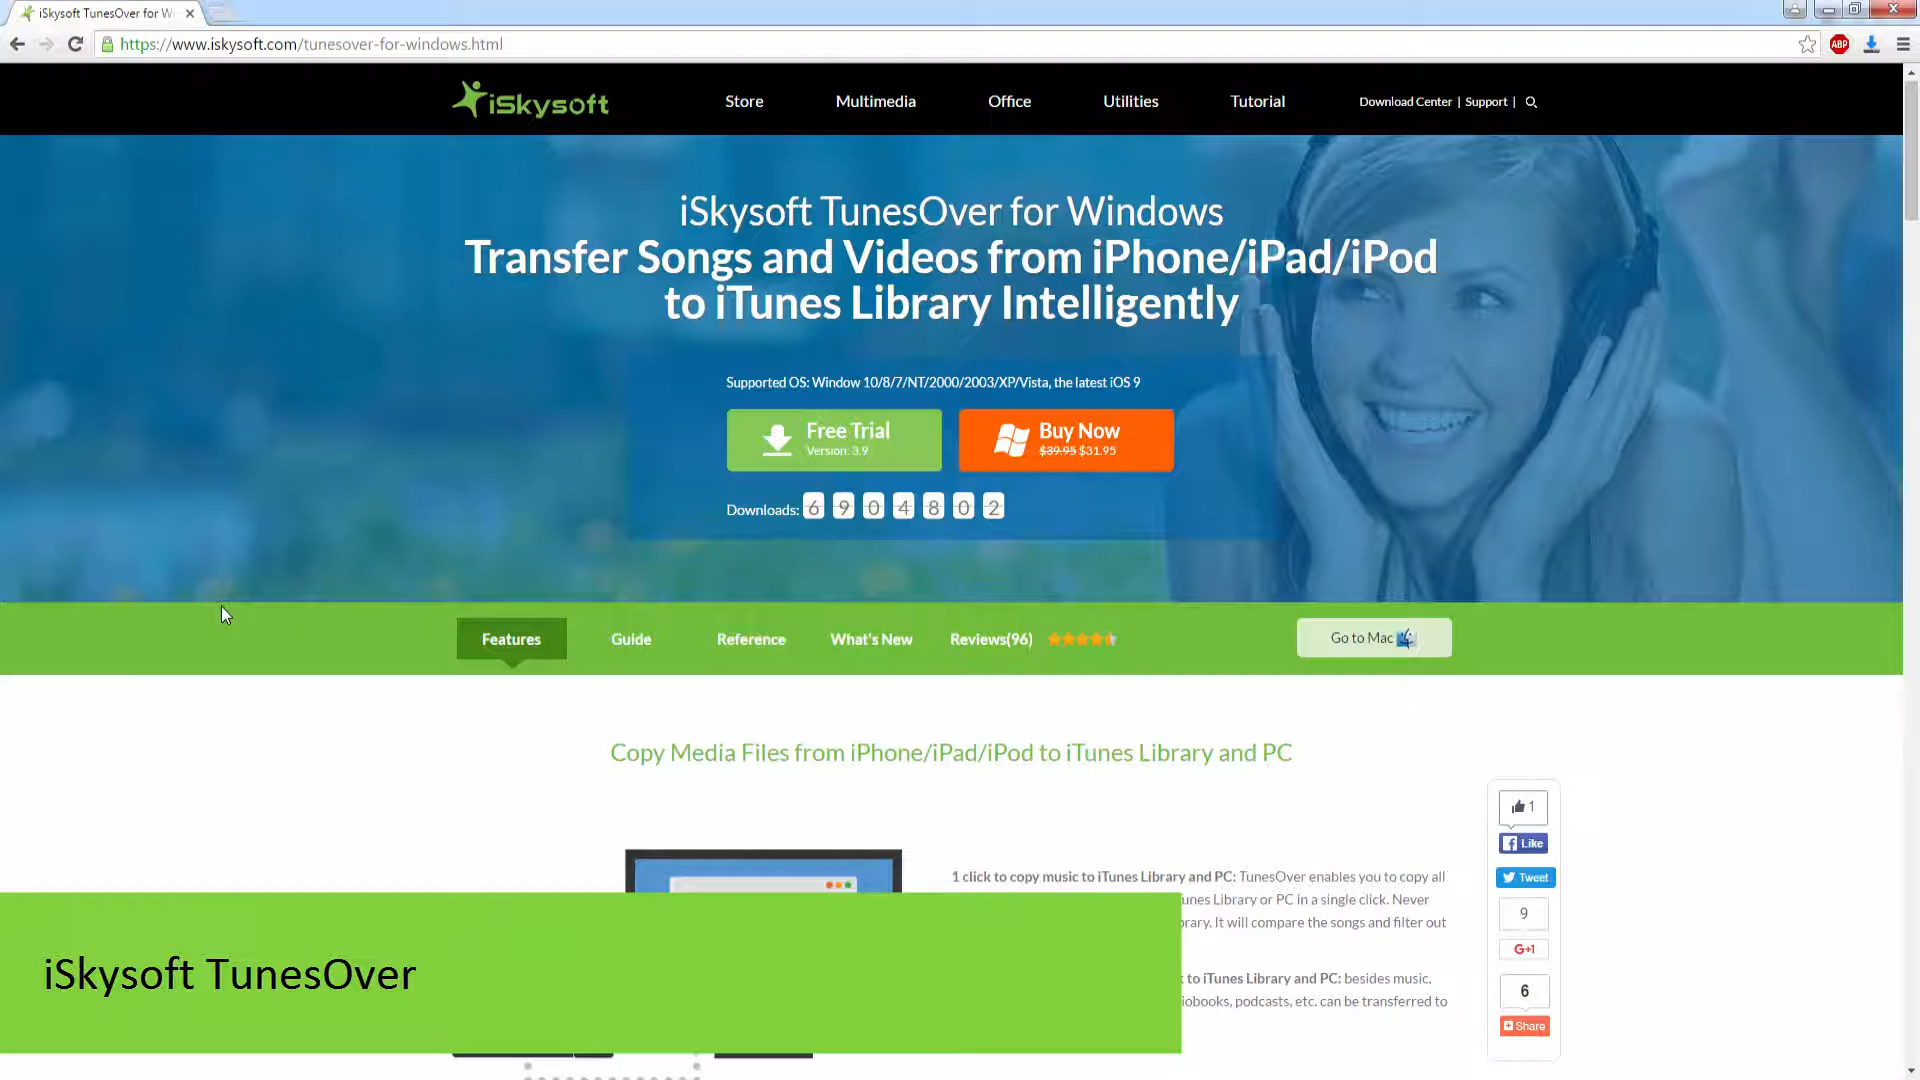 iSkysoft TunesOver for W
https://www.iskysoft.com/tunesover-for-windows.html
ABP
iSkysoft
Store
Multimedia
Office
Utilities
Tutorial
Download Center | Support |
iSkysoft TunesOver for Windows
Transfer Songs and Videos from iPhone/iPad/iPod
to iTunes Library Intelligently
Supported OS: Window 10/8/7/NT/2000/2003/XP/Vista, the latest iOS 9
Free Trial
Version: 3.9
Buy Now
$39.95 $31.95
Downloads: 6 9 0 4 8 0 2
Features
Guide
Reference
What's New
Reviews(96)
Go to Mac
Copy Media Files from iPhone/iPad/iPod to iTunes Library and PC
1 click to copy music to iTunes Library and PC: TunesOver enables you to copy all
unes Library or PC in a single click. Never
rary. It will compare the songs and filter out
to iTunes Library and PC: besides music,
iobooks, podcasts, etc. can be transferred to
1
Like
Tweet
9
G+1
6
Share
iSkysoft TunesOver